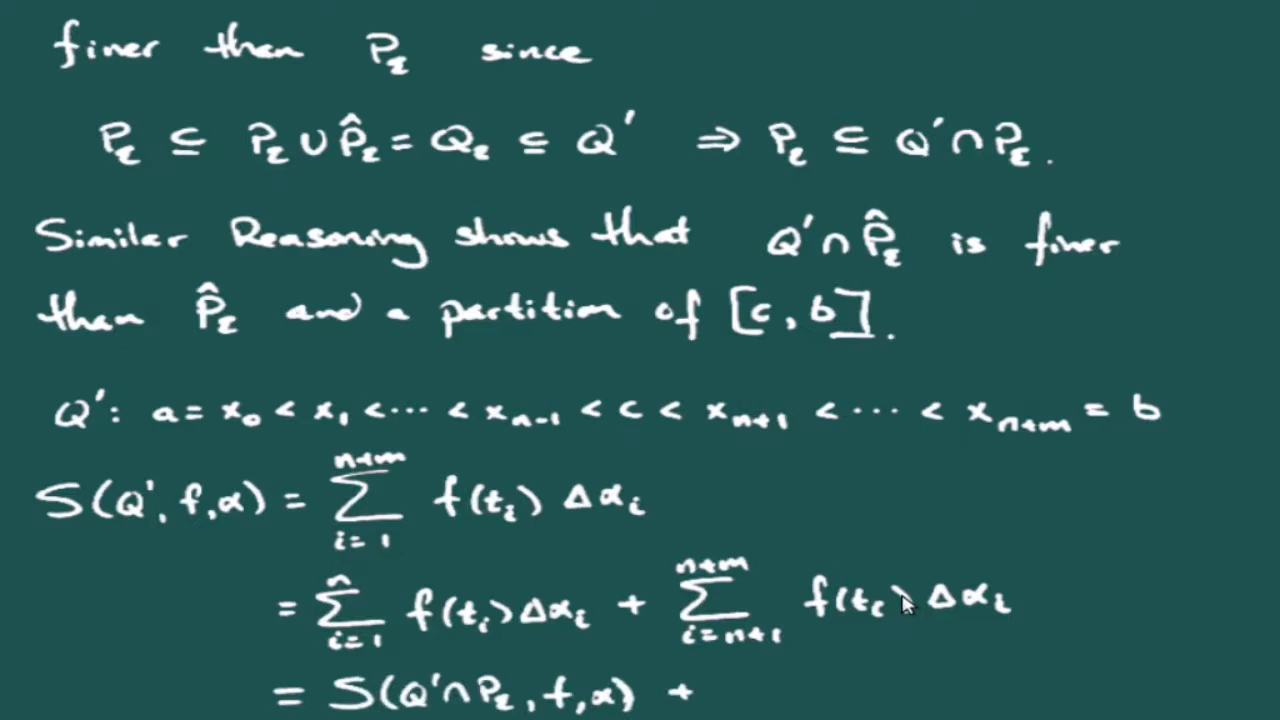 finer than P_ε since
P_ε ⊆ P_ε ∪ P̂_ε = Q_ε ⊆ Q' ⇒ P_ε ⊆ Q' ∩ P_ε.
Similar Reasoning shows that Q' ∩ P̂_ε is finer
than P̂_ε and a partition of [c, b].
Q': a = x_0 < x_1 < ⋯ < x_{n-1} < c < x_{n+1} < ⋯ < x_{n+m} = b
S(Q', f, α) = ∑_{i=1}^{n+m} f(t_i) Δα_i
= ∑_{i=1}^{n} f(t_i) Δα_i + ∑_{i=n+1}^{n+m} f(t_i) Δα_i
= S(Q' ∩ P_ε, f, α) +